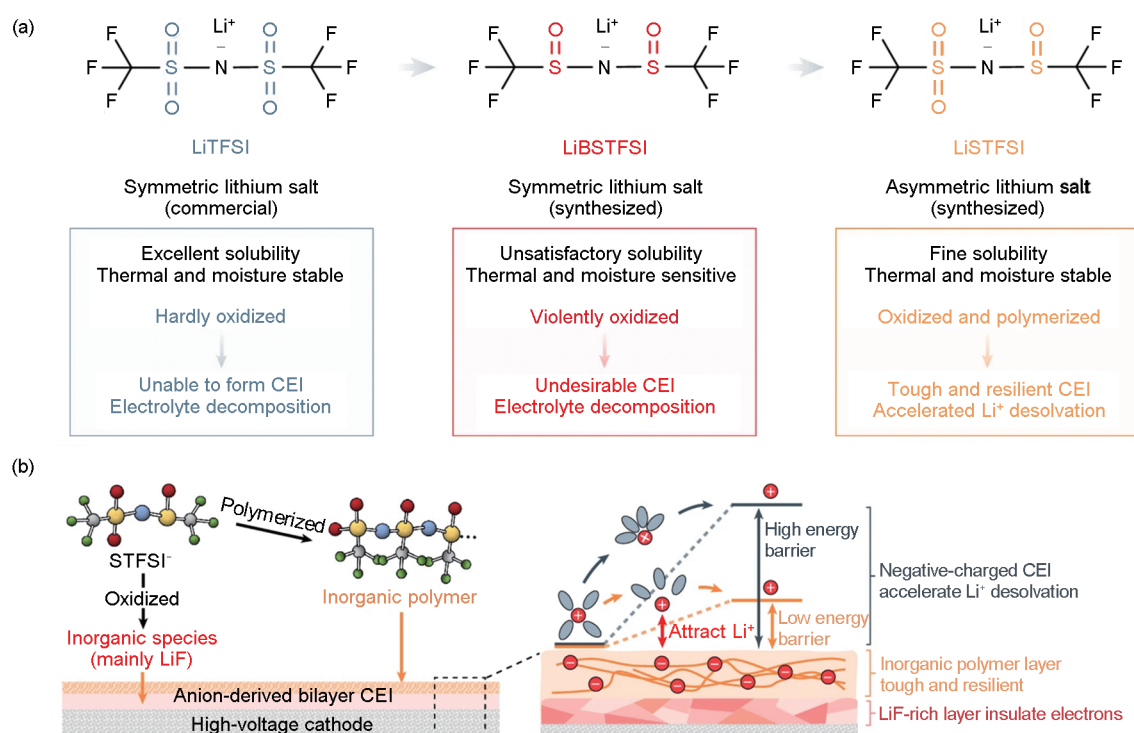 (a)
Li⁺ Li⁺ Li⁺
O O O O O O
F F F F F F
F S N S F F S N S F F S N S F
F F F F F F
O O O
LiTFSI LiBSTFSI LiSTFSI
Symmetric lithium salt
(commercial)
Symmetric lithium salt
(synthesized)
Asymmetric lithium salt
(synthesized)
Excellent solubility
Thermal and moisture stable
Hardly oxidized
Unable to form CEI
Electrolyte decomposition
Unsatisfactory solubility
Thermal and moisture sensitive
Violently oxidized
Undesirable CEI
Electrolyte decomposition
Fine solubility
Thermal and moisture stable
Oxidized and polymerized
Tough and resilient CEI
Accelerated Li⁺ desolvation
(b)
Polymerized
STFSI⁻
Oxidized
Inorganic species
(mainly LiF)
Inorganic polymer
Anion-derived bilayer CEI
High-voltage cathode
High energy
barrier
Attract Li⁺
Low energy
barrier
Negative-charged CEI
accelerate Li⁺ desolvation
Inorganic polymer layer
tough and resilient
LiF-rich layer insulate electrons